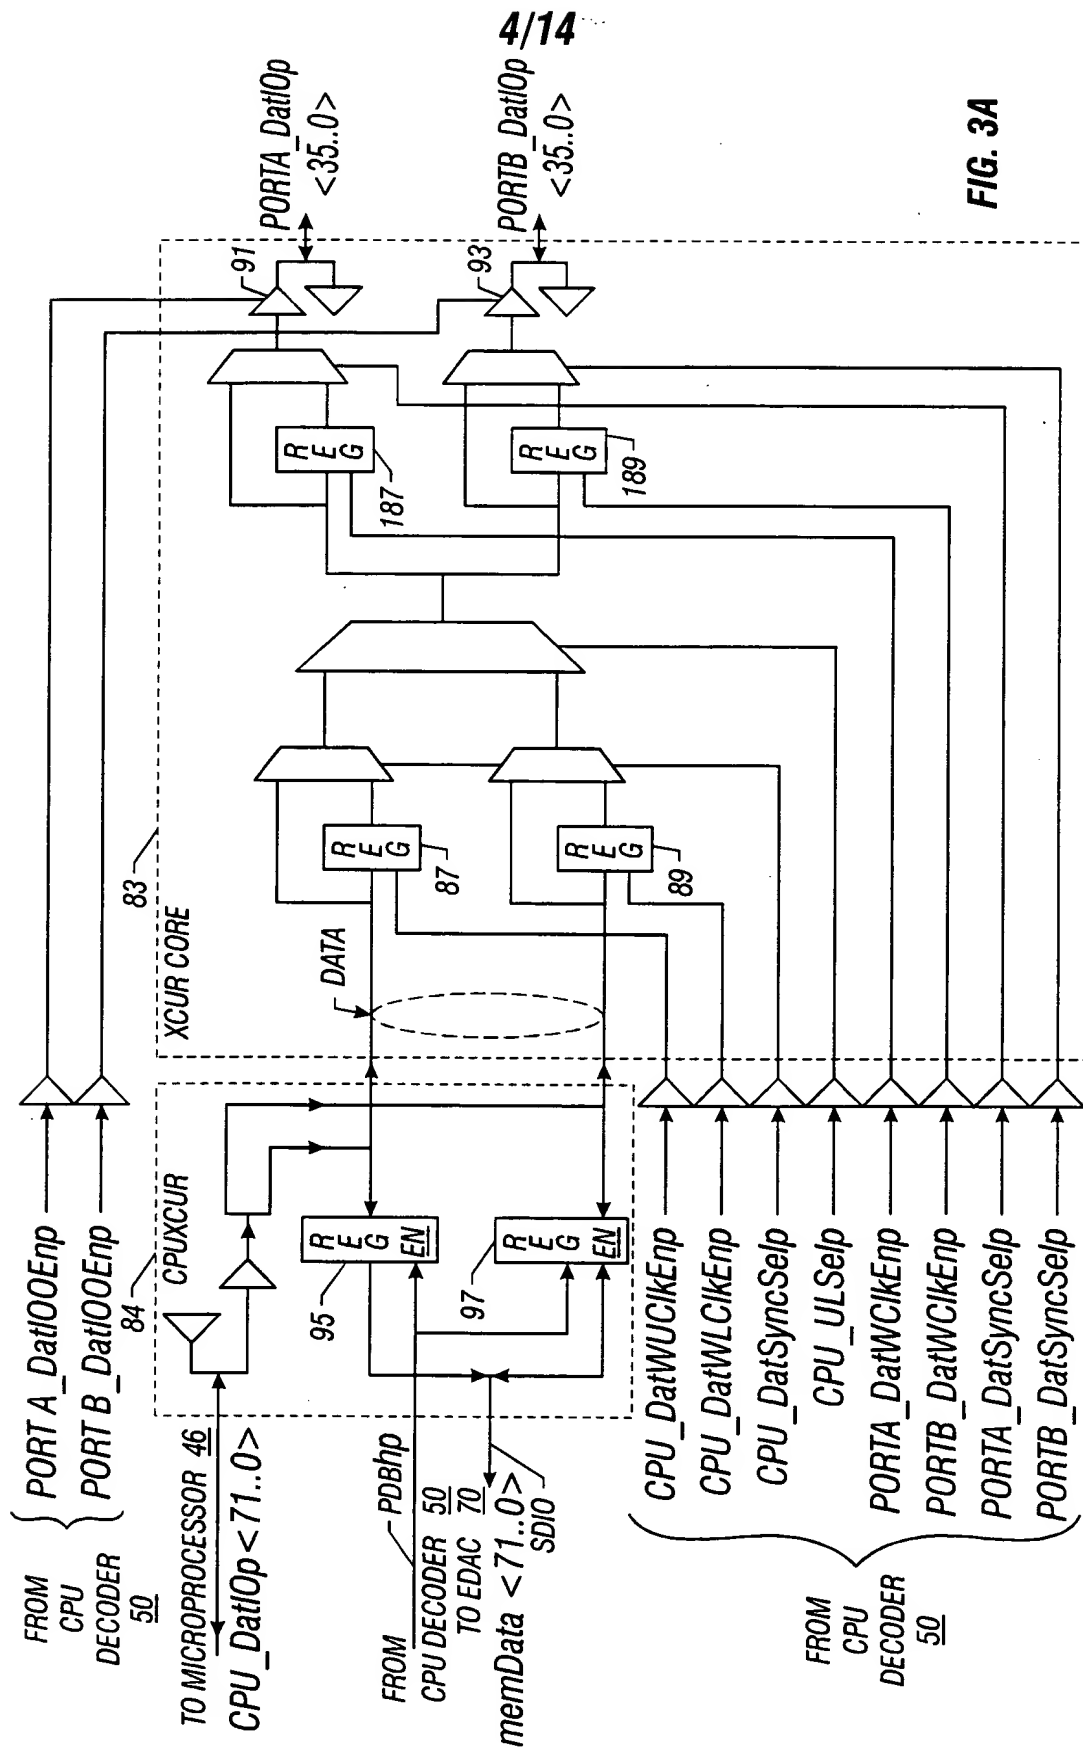 4/14
PORT A_DatIOOEnp
PORT B_DatIOOEnp
FROM
CPU
DECODER
50
TO MICROPROCESSOR 46
CPU_DatIOp<71..0>
FROM
CPU DECODER 50
PDBhp
TO EDAC 70
memData <71..0>
SDIO
84
CPUXCUR
REG
EN
95
REG
EN
97
83
XCUR CORE
DATA
REG
87
REG
89
REG
187
REG
189
91
93
PORTA_DatIOp
<35..0>
PORTB_DatIOp
<35..0>
FROM
CPU
DECODER
50
CPU_DatWUClkEnp
CPU_DatWLClkEnp
CPU_DatSyncSelp
CPU_ULSelp
PORTA_DatWClkEnp
PORTB_DatWClkEnp
PORTA_DatSyncSelp
PORTB_DatSyncSelp
FIG. 3A